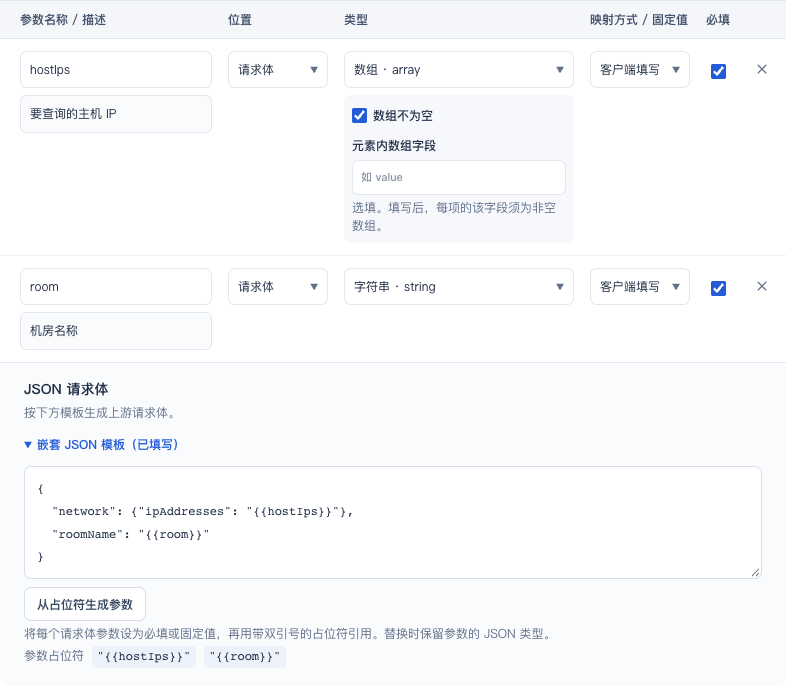 参数名称 / 描述 位置 类型 映射方式 / 固定值 必填
hostIps 请求体 ▼ 数组 · array ▼ 客户端填写 ▼ ✕
要查询的主机 IP
数组不为空
元素内数组字段
如 value
选填。填写后，每项的该字段须为非空
数组。
room 请求体 ▼ 字符串 · string ▼ 客户端填写 ▼ ✕
机房名称
JSON 请求体
按下方模板生成上游请求体。
▼ 嵌套 JSON 模板（已填写）
{
"network": {"ipAddresses": "{{hostIps}}"},
"roomName": "{{room}}"
}
从占位符生成参数
将每个请求体参数设为必填或固定值，再用带双引号的占位符引用。替换时保留参数的 JSON 类型。
参数占位符 "{{hostIps}}" "{{room}}"